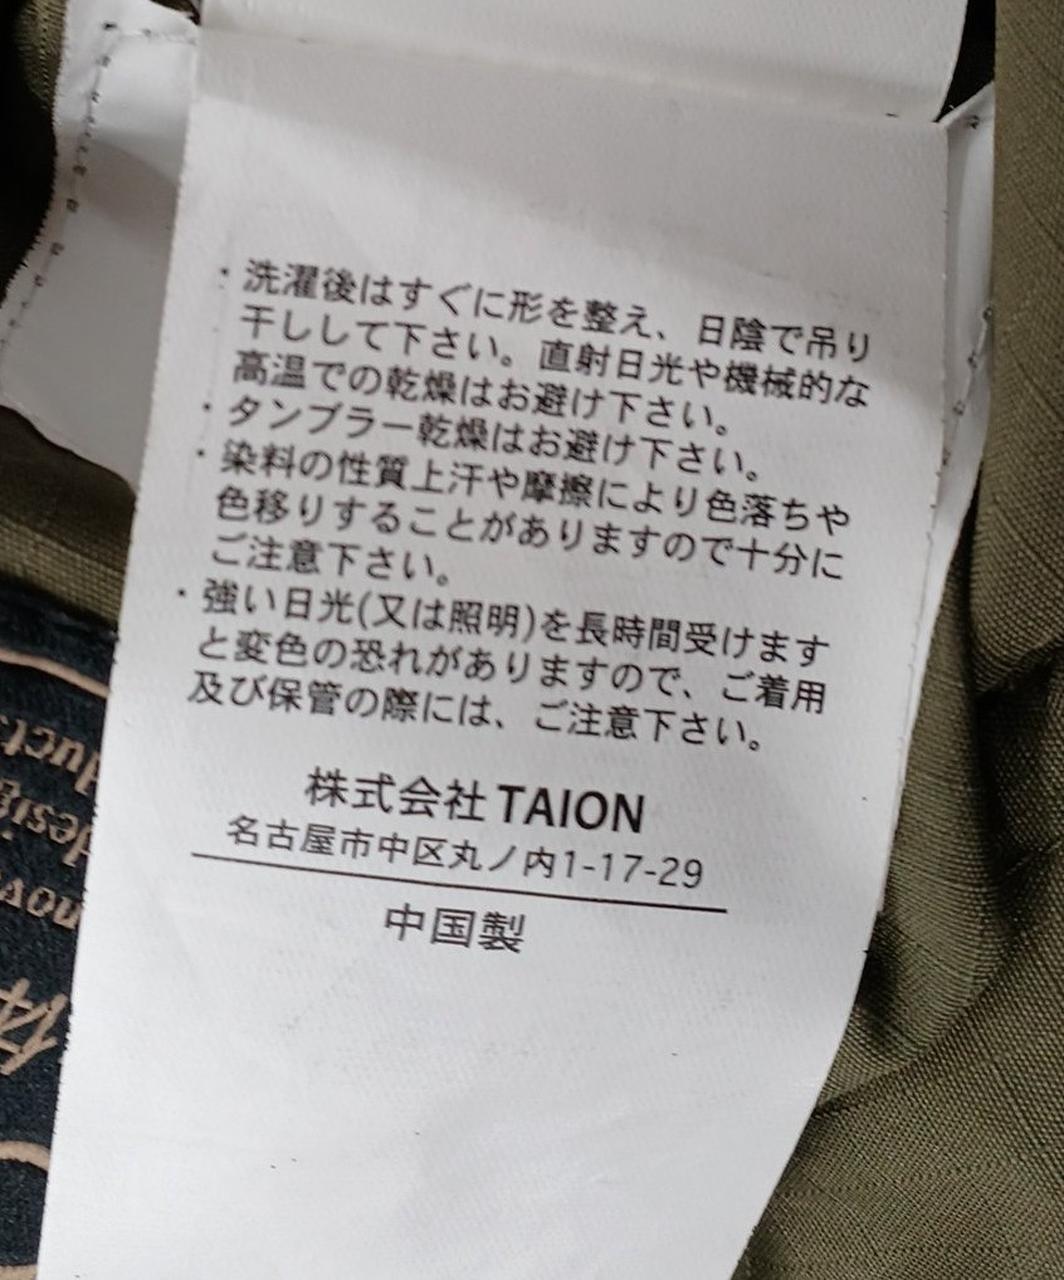 ・洗濯後はすぐに形を整え、日陰で吊り
干しして下さい。直射日光や機械的な
高温での乾燥はお避け下さい。
・タンブラー乾燥はお避け下さい。
・染料の性質上汗や摩擦により色落ちや
色移りすることがありますので十分に
ご注意下さい。
・強い日光(又は照明)を長時間受けます
と変色の恐れがありますので、ご着用
及び保管の際には、ご注意下さい。
株式会社TAION
名古屋市中区丸ノ内1-17-29
中国製